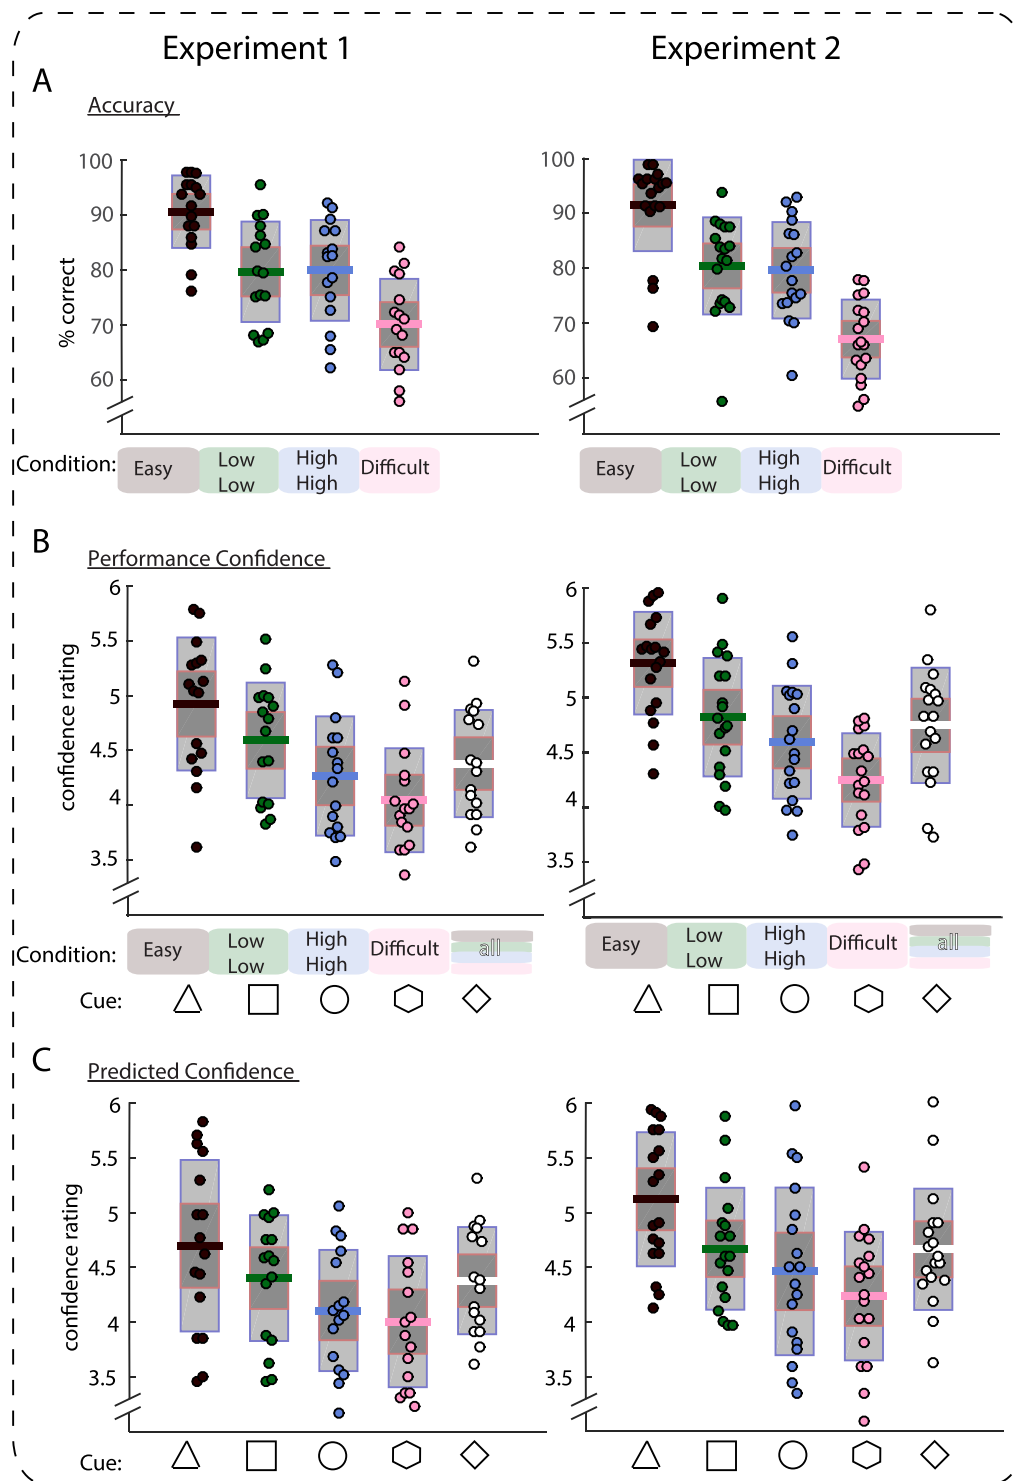 Experiment 1 Experiment 2
A
Accuracy
100 100
90 90
80 80
70 70
60 60
% correct
Condition: Easy Low Low High High Difficult Easy Low Low High High Difficult
B
Performance Confidence
6 6
5.5 5.5
5 5
4.5 4.5
4 4
3.5 3.5
confidence rating
Condition: Easy Low Low High High Difficult all Easy Low Low High High Difficult all
Cue:
C
Predicted Confidence
6 6
5.5 5.5
5 5
4.5 4.5
4 4
3.5 3.5
confidence rating
Cue: